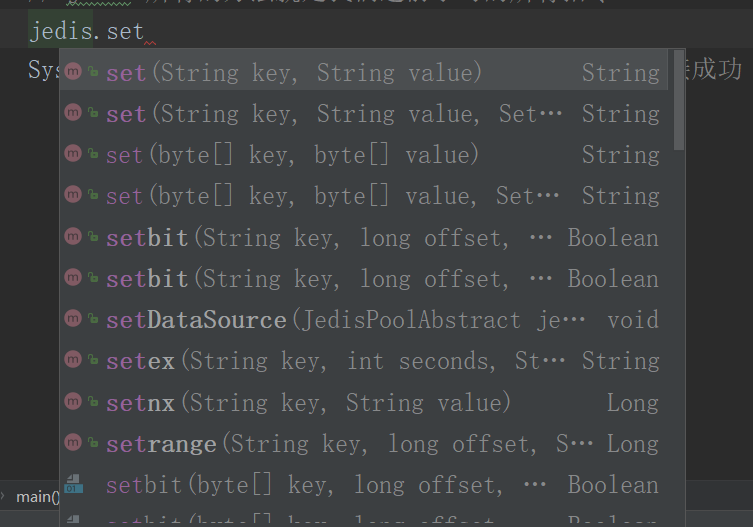 jedis.set
Sys
成功
set(String key, String value) String
set(String key, String value, Set… String
set(byte[] key, byte[] value) String
set(byte[] key, byte[] value, Set… String
setbit(String key, long offset, … Boolean
setbit(String key, long offset, … Boolean
setDataSource(JedisPoolAbstract je… void
setex(String key, int seconds, St… String
setnx(String key, String value) Long
setrange(String key, long offset, S… Long
setbit(byte[] key, long offset, … Boolean
main()